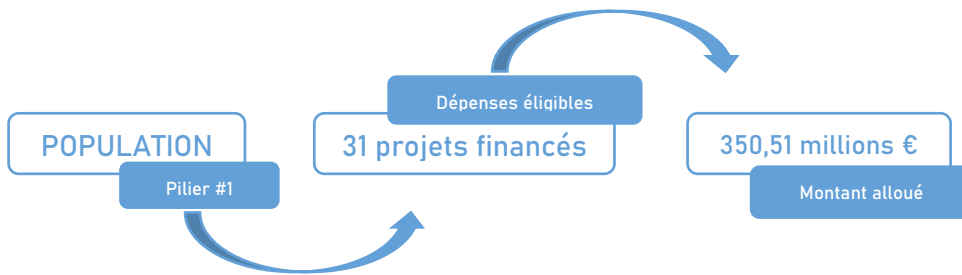 POPULATION
Pilier #1
Dépenses éligibles
31 projets financés
350,51 millions €
Montant alloué